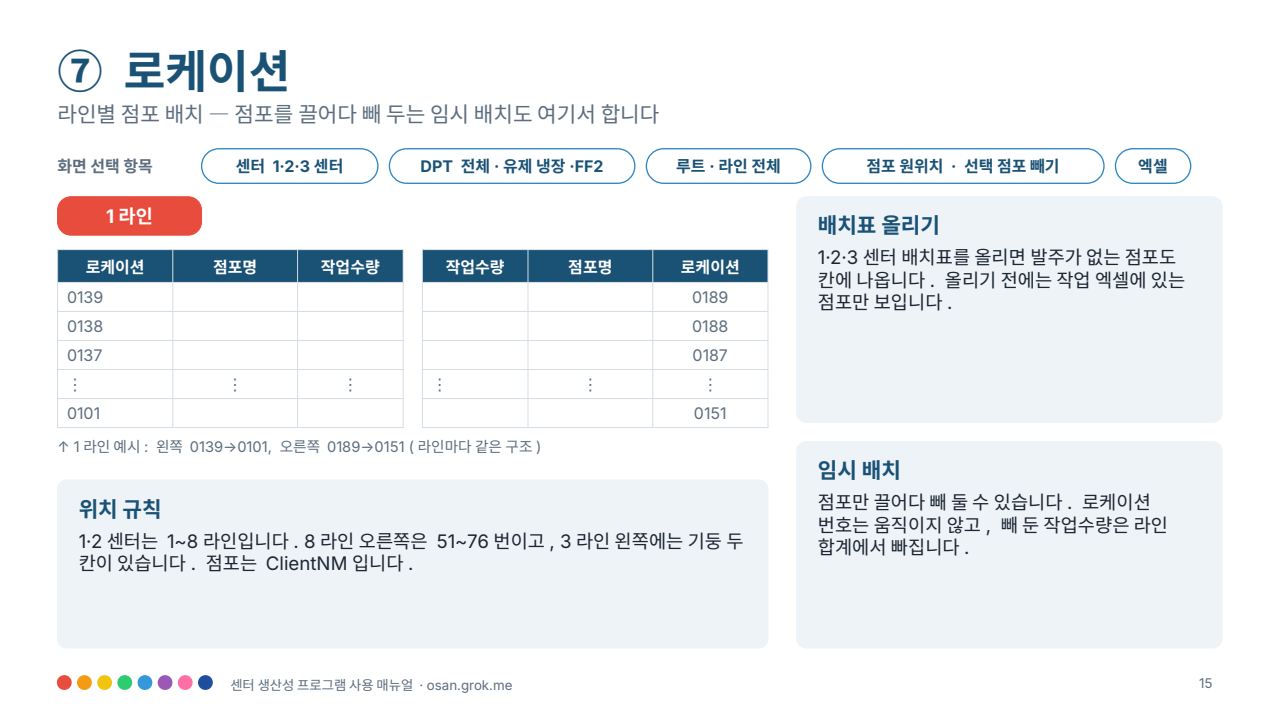 ⑦ 로케이션
라인별 점포 배치 — 점포를 끌어다 빼 두는 임시 배치도 여기서 합니다
화면 선택 항목
센터 1·2·3 센터
DPT 전체 · 유제 냉장 ·FF2
루트 · 라인 전체
점포 원위치 · 선택 점포 빼기
엑셀
1 라인
로케이션 점포명 작업수량 작업수량 점포명 로케이션
0139 0189
0138 0188
0137 0187
⋮ ⋮ ⋮ ⋮ ⋮ ⋮
0101 0151
↑ 1 라인 예시 : 왼쪽 0139→0101, 오른쪽 0189→0151 ( 라인마다 같은 구조 )
위치 규칙
1·2 센터는 1~8 라인입니다 . 8 라인 오른쪽은 51~76 번이고 , 3 라인 왼쪽에는 기둥 두
칸이 있습니다 . 점포는 ClientNM 입니다 .
배치표 올리기
1·2·3 센터 배치표를 올리면 발주가 없는 점포도
칸에 나옵니다 . 올리기 전에는 작업 엑셀에 있는
점포만 보입니다 .
임시 배치
점포만 끌어다 빼 둘 수 있습니다 . 로케이션
번호는 움직이지 않고 , 빼 둔 작업수량은 라인
합계에서 빠집니다 .
센터 생산성 프로그램 사용 매뉴얼 · osan.grok.me
15